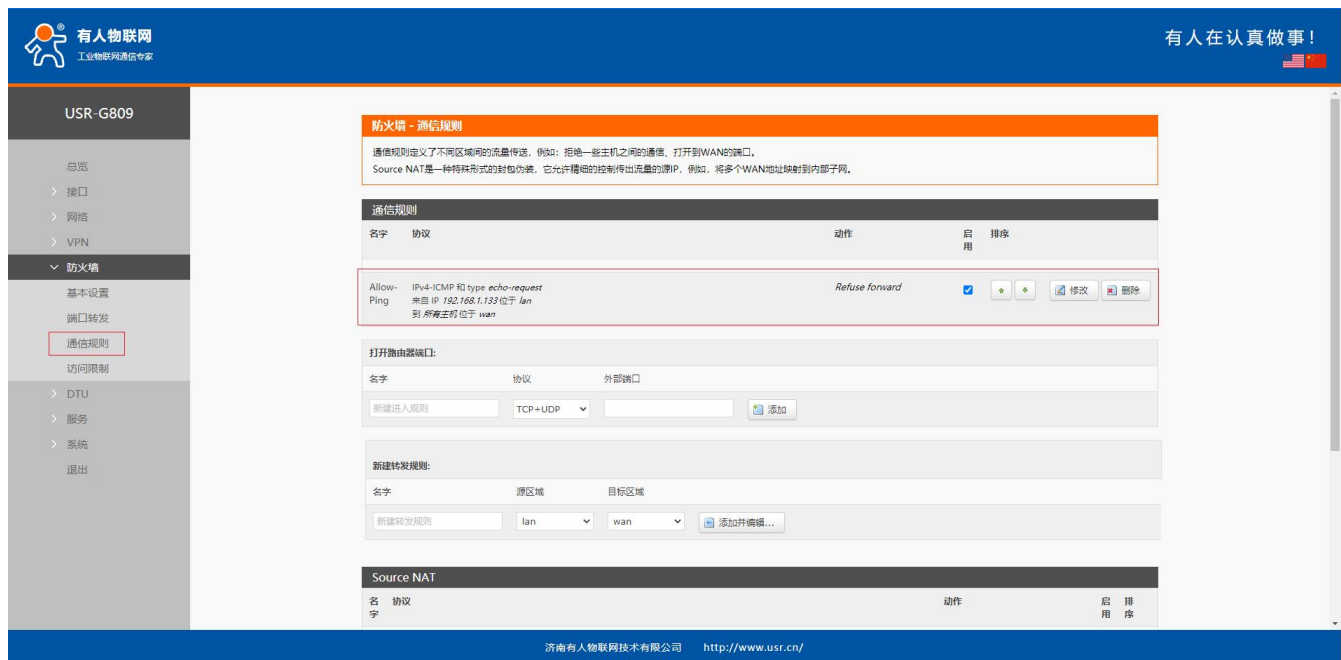 有人物联网
工业物联网通信专家
有人在认真做事!
USR-G809
总览
接口
网络
VPN
防火墙
基本设置
端口转发
通信规则
访问限制
DTU
服务
系统
退出
防火墙 - 通信规则
通信规则定义了不同区域间的流量传送，例如：拒绝一些主机之间的通信、打开到WAN的端口。
Source NAT是一种特殊形式的封包伪装，它允许精细的控制传出流量的源IP，例如，将多个WAN地址映射到内部子网。
通信规则
名字 协议 动作 启用 排序
Allow-Ping
IPv4-ICMP 和 type echo-request
来自 IP 192.168.1.133 位于 lan
到 所有主机 位于 wan
Refuse forward
修改 删除
打开路由器端口:
名字 协议 外部端口
新建进入规则 TCP+UDP 添加
新建转发规则:
名字 源区域 目标区域
新建转发规则 lan wan 添加并编辑...
Source NAT
名字 协议 动作 启用 排序
济南有人物联网技术有限公司 http://www.usr.cn/